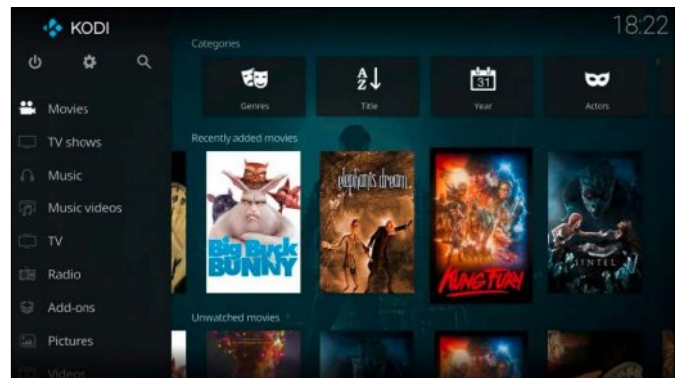 KODI
18:22
Movies
TV shows
Music
Music videos
TV
Radio
Add-ons
Pictures
Videos
Categories
Genres
A
Z
Title
31
Year
Actors
Recently added movies
Big Buck
BUNNY
elephants dream
KUNG FURY
SINTEL
Unwatched movies